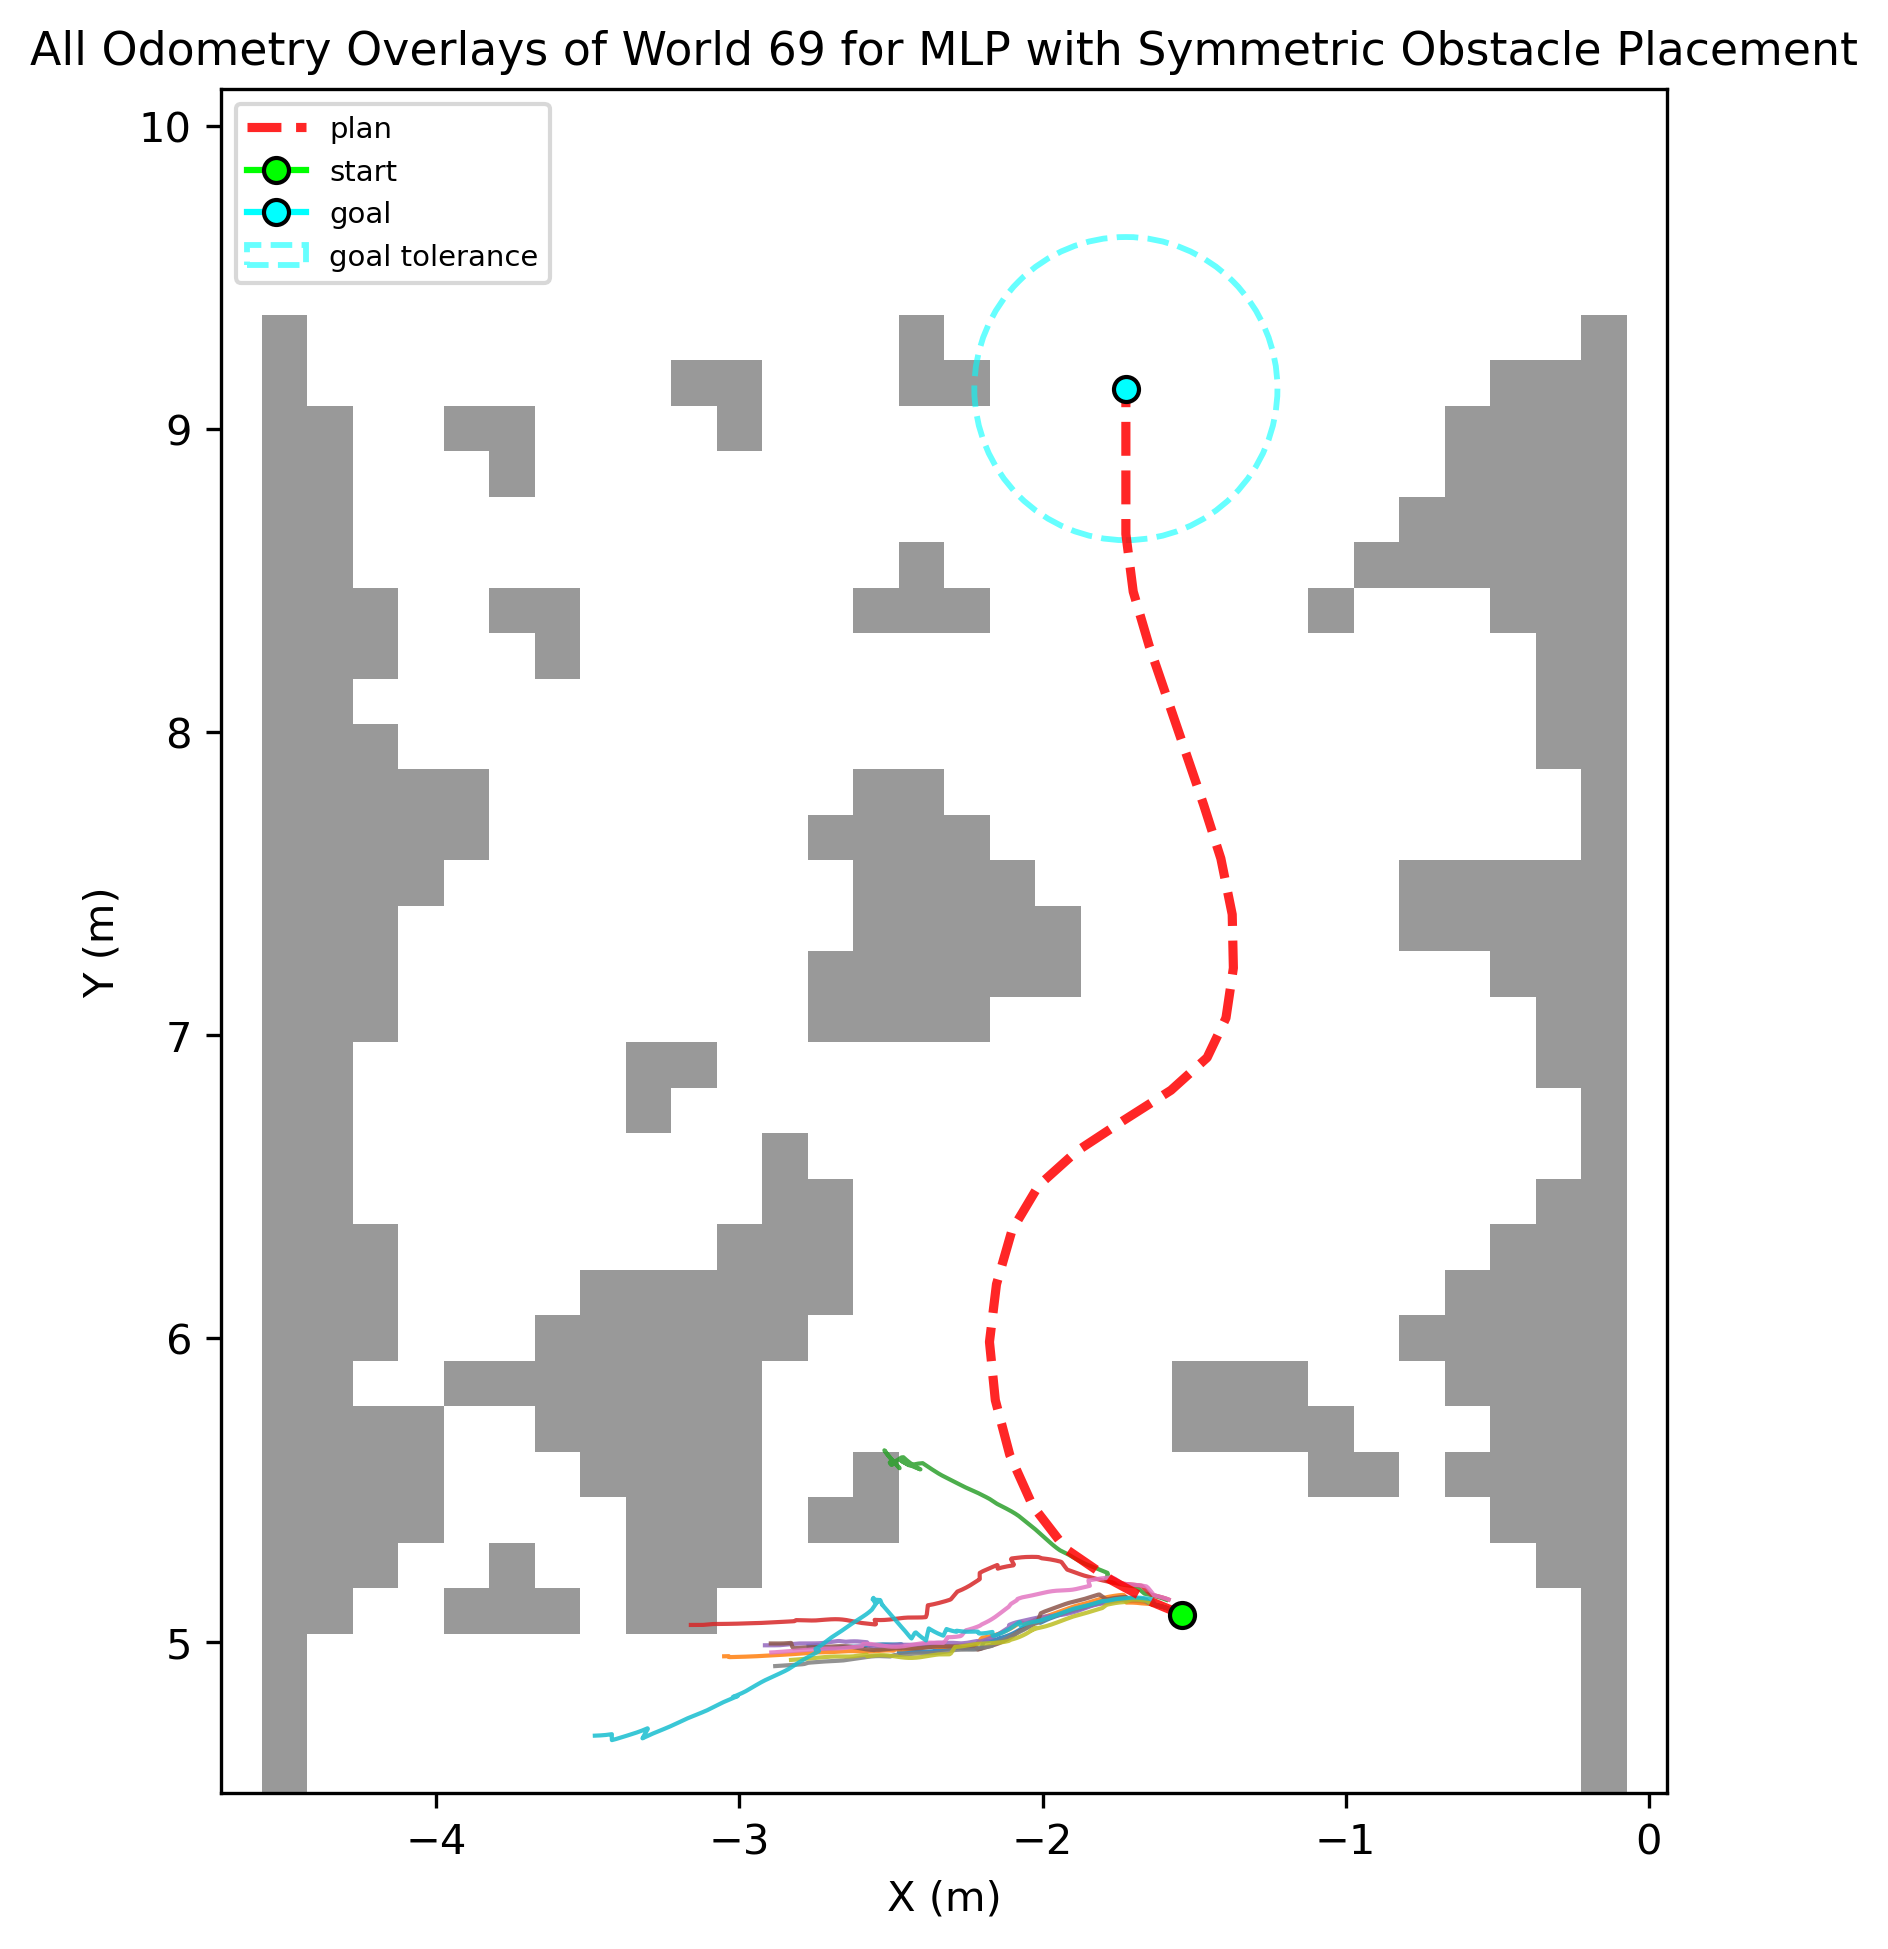 All Odometry Overlays of World 69 for MLP with Symmetric Obstacle Placement
plan
start
goal
goal tolerance
10
9
8
7
6
5
Y (m)
−4
−3
−2
−1
0
X (m)